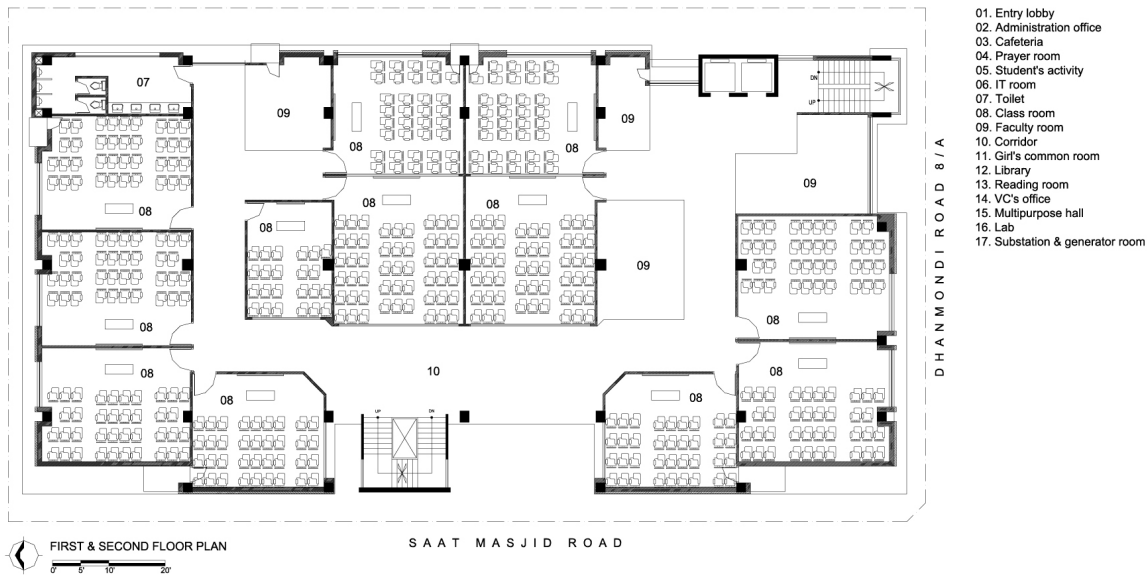 01. Entry lobby
02. Administration office
03. Cafeteria
04. Prayer room
05. Student's activity
06. IT room
07. Toilet
08. Class room
09. Faculty room
10. Corridor
11. Girl's common room
12. Library
13. Reading room
14. VC's office
15. Multipurpose hall
16. Lab
17. Substation & generator room
07
DN
UP
09
09
08
08
09
08
08
08
08
08
09
08
08
08
10
08
08
08
UP
DN
DHANMONDI ROAD 8/A
SAAT MASJID ROAD
FIRST & SECOND FLOOR PLAN
0' 5' 10' 20'